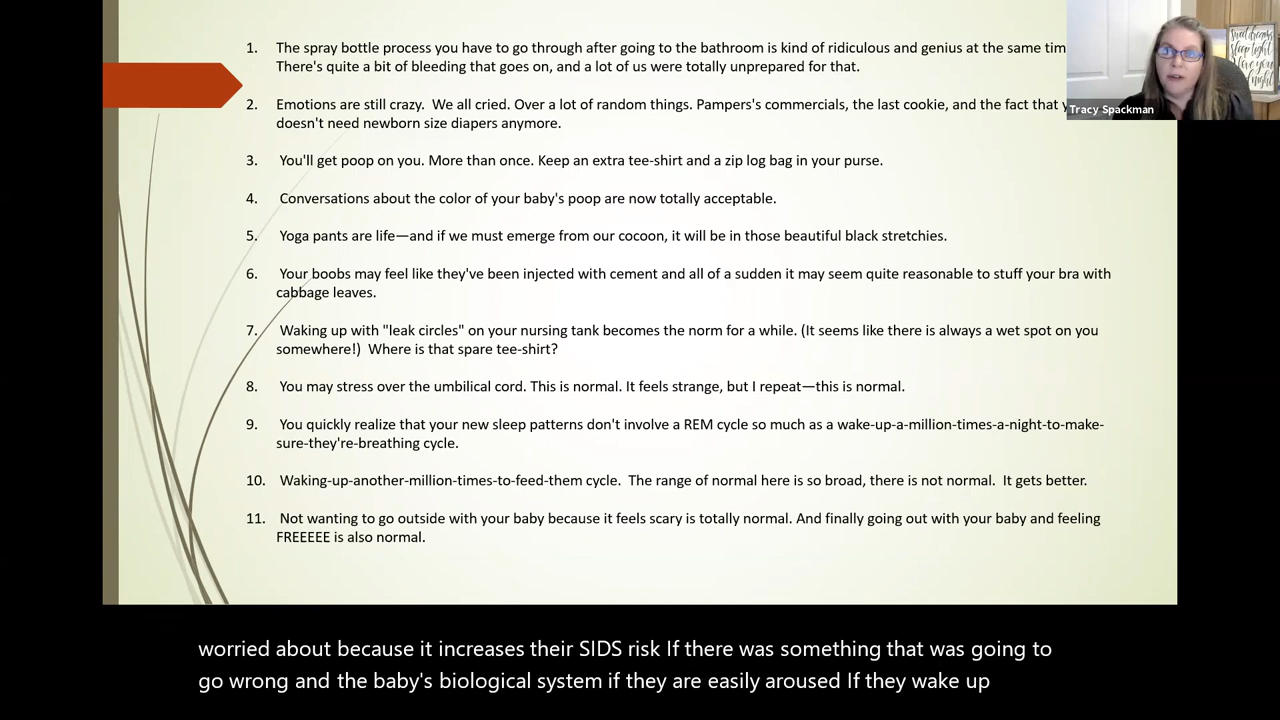 1. The spray bottle process you have to go through after going to the bathroom is kind of ridiculous and genius at the same
There's quite a bit of bleeding that goes on, and a lot of us were totally unprepared for that.
2. Emotions are still crazy.  We all cried. Over a lot of random things. Pampers's commercials, the last cookie, and the fact that
doesn't need newborn size diapers anymore.
3. You'll get poop on you. More than once. Keep an extra tee-shirt and a zip log bag in your purse.
4. Conversations about the color of your baby's poop are now totally acceptable.
5. Yoga pants are life—and if we must emerge from our cocoon, it will be in those beautiful black stretchies.
6. Your boobs may feel like they've been injected with cement and all of a sudden it may seem quite reasonable to stuff your bra with
cabbage leaves.
7. Waking up with "leak circles" on your nursing tank becomes the norm for a while. (It seems like there is always a wet spot on you
somewhere!)  Where is that spare tee-shirt?
8. You may stress over the umbilical cord. This is normal. It feels strange, but I repeat—this is normal.
9. You quickly realize that your new sleep patterns don't involve a REM cycle so much as a wake-up-a-million-times-a-night-to-make-
sure-they're-breathing cycle.
10. Waking-up-another-million-times-to-feed-them cycle.  The range of normal here is so broad, there is not normal.  It gets better.
11. Not wanting to go outside with your baby because it feels scary is totally normal. And finally going out with your baby and feeling
FREEEEE is also normal.
Tracy Spackman
worried about because it increases their SIDS risk If there was something that was going to
go wrong and the baby's biological system if they are easily aroused If they wake up